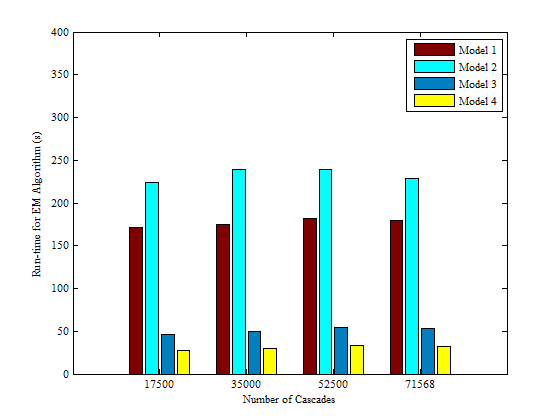 400
350
300
250
200
150
100
50
0
Run-time for EM Algorithm (s)
Model 1
Model 2
Model 3
Model 4
17500 35000 52500 71568
Number of Cascades